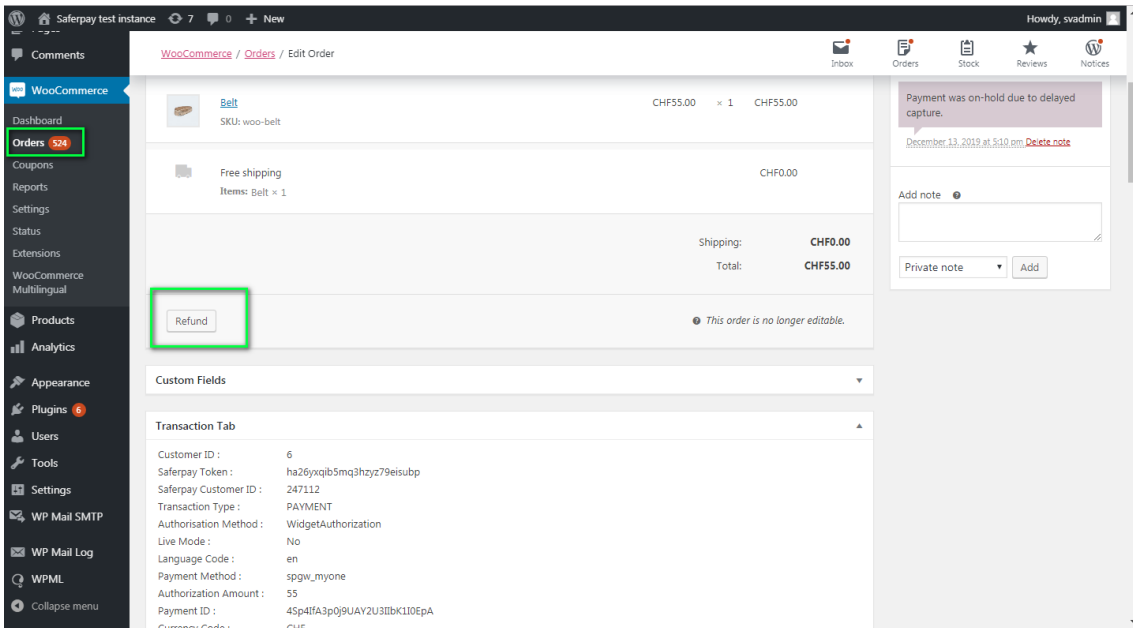 Saferpay test instance 7 0 + New Howdy, svadmin
Pages
Comments
WooCommerce
Dashboard
Orders 524
Coupons
Reports
Settings
Status
Extensions
WooCommerce
Multilingual
Products
Analytics
Appearance
Plugins 6
Users
Tools
Settings
WP Mail SMTP
WP Mail Log
WPML
Collapse menu
WooCommerce / Orders / Edit Order
Inbox
Orders
Stock
Reviews
Notices
Belt CHF55.00 × 1 CHF55.00
SKU: woo-belt
Free shipping CHF0.00
Items: Belt × 1
Shipping: CHF0.00
Total: CHF55.00
Refund This order is no longer editable.
Custom Fields
Transaction Tab
Customer ID : 6
Saferpay Token : ha26yxqib5mq3hzyz79eisubp
Saferpay Customer ID : 247112
Transaction Type : PAYMENT
Authorisation Method : WidgetAuthorization
Live Mode : No
Language Code : en
Payment Method : spgw_myone
Authorization Amount : 55
Payment ID : 4Sp4IfA3p0j9UAY2U3IIbK1I0EpA
Currency Code : CHF
Payment was on-hold due to delayed
capture.
December 13, 2019 at 5:10 pm Delete note
Add note
Private note Add